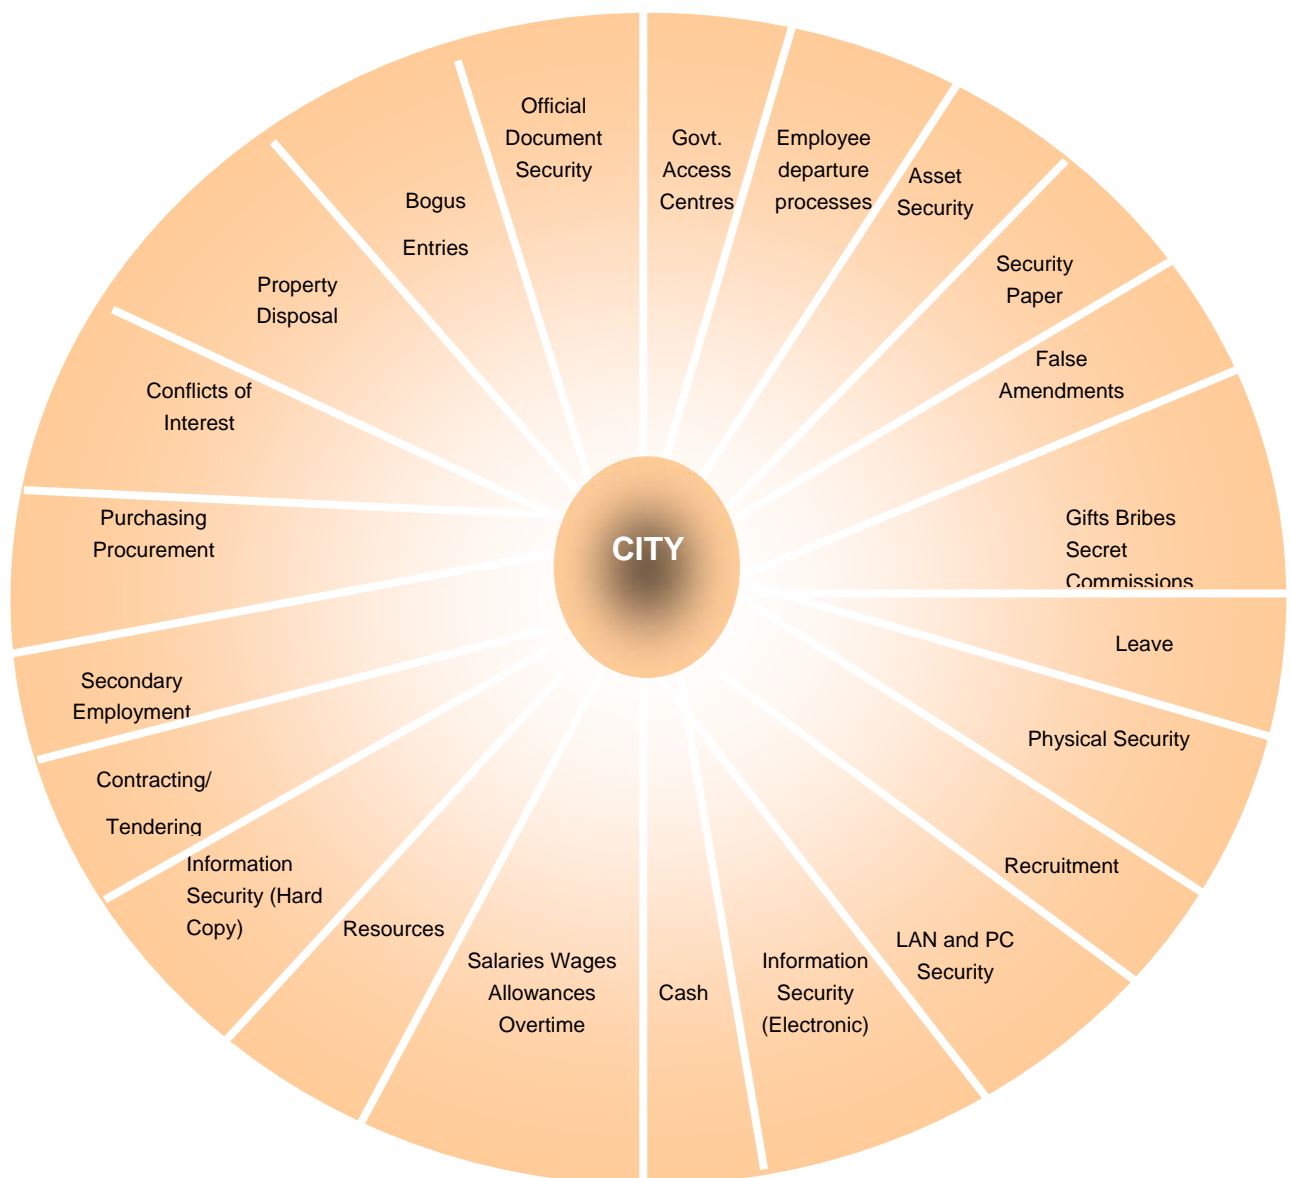 Official
Document
Security
Govt.
Access
Centres
Employee
departure
processes
Asset
Security
Security
Paper
False
Amendments
Gifts Bribes
Secret
Commissions
Leave
Physical Security
Recruitment
LAN and PC
Security
Information
Security
(Electronic)
Cash
Salaries Wages
Allowances
Overtime
Resources
Information
Security (Hard
Copy)
Contracting/
Tendering
Secondary
Employment
Purchasing
Procurement
Conflicts of
Interest
Property
Disposal
Bogus
Entries
CITY